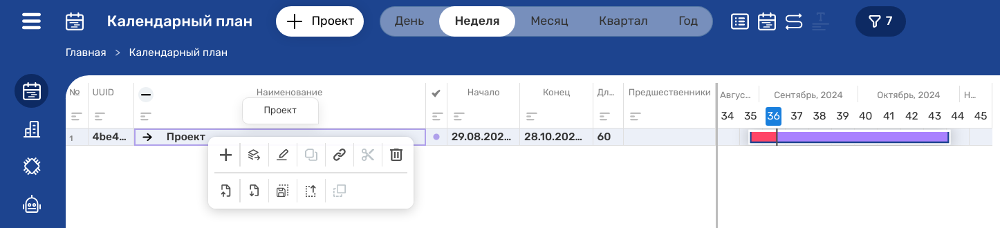 Календарный план
Проект
День
Неделя
Месяц
Квартал
Год
7
Главная > Календарный план
№
UUID
Наименование
Начало
Конец
Дл...
Предшественники
Авгус...
Сентябрь, 2024
Октябрь, 2024
Н...
Проект
34 35 36 37 38 39 40 41 42 43 44 45
1 4be4... Проект 29.08.202... 28.10.202... 60